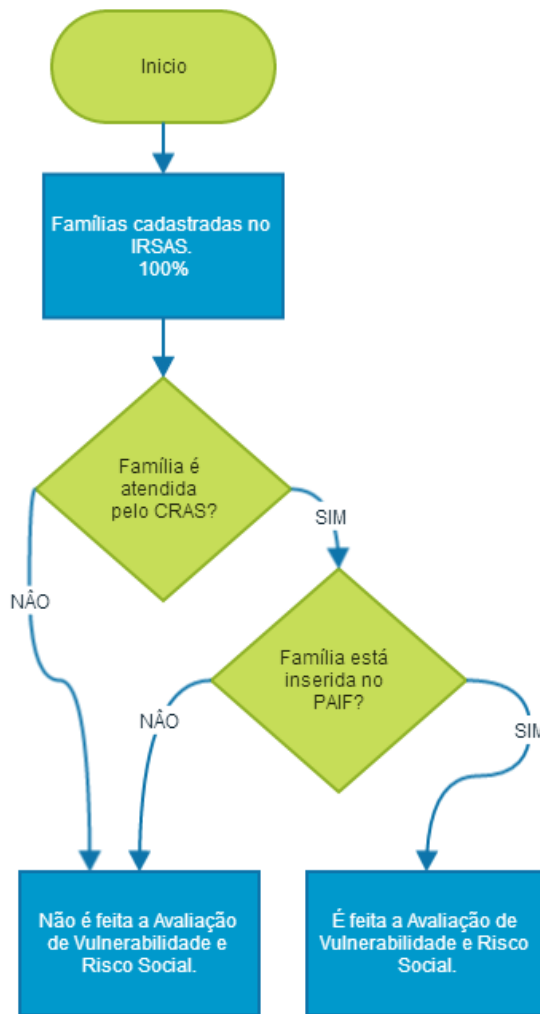 Inicio
Famílias cadastradas no
IRSAS.
100%
Família é
atendida
pelo CRAS?
SIM
NÃO
Família está
inserida no
PAIF?
NÃO
SIM
Não é feita a Avaliação
de Vulnerabilidade e
Risco Social.
É feita a Avaliação de
Vulnerabilidade e Risco
Social.